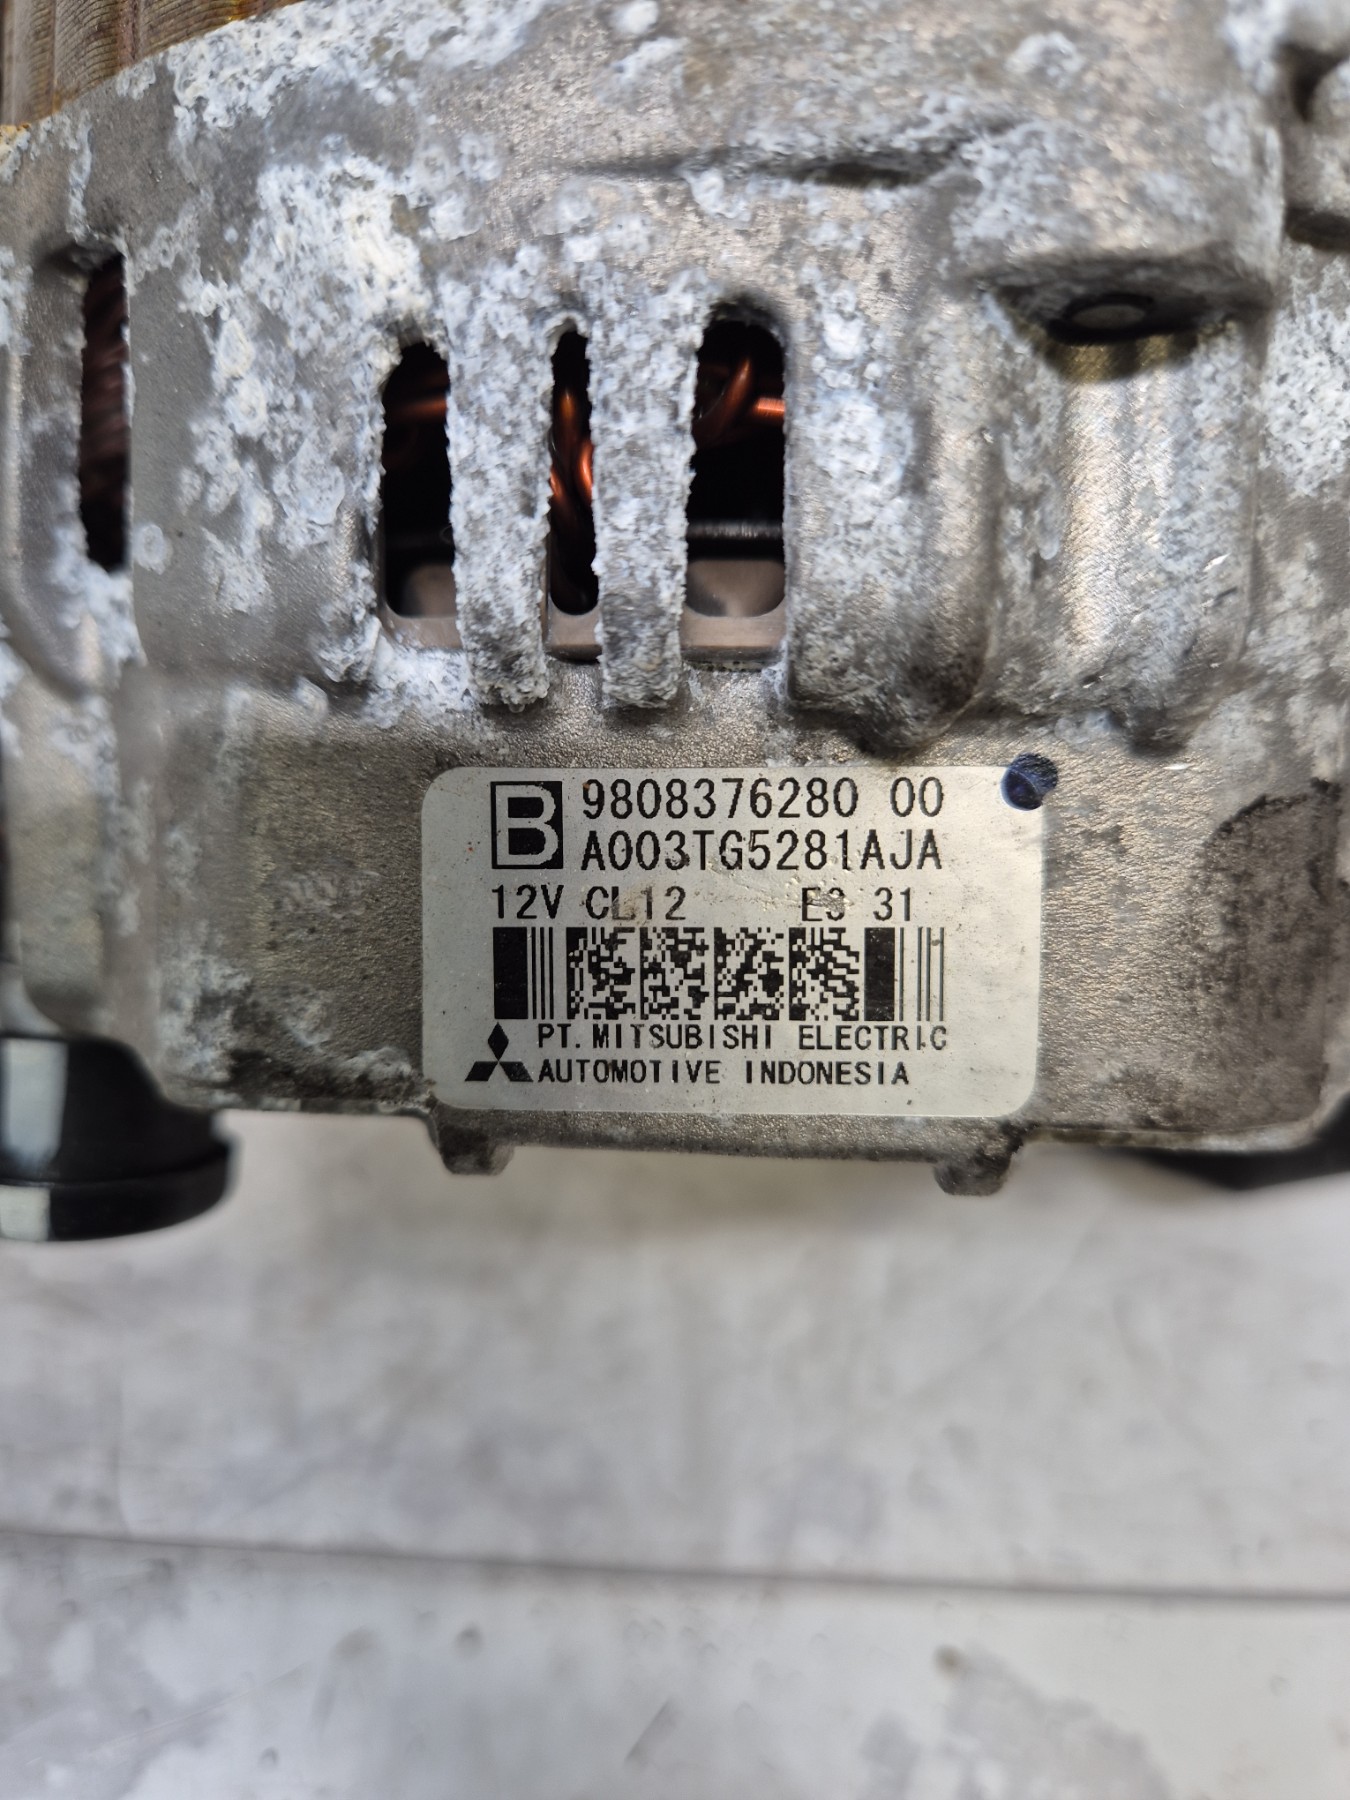 B 9808376280 00
A003TG5281AJA
12V CL12 E3 31
PT. MITSUBISHI ELECTRIC
AUTOMOTIVE INDONESIA